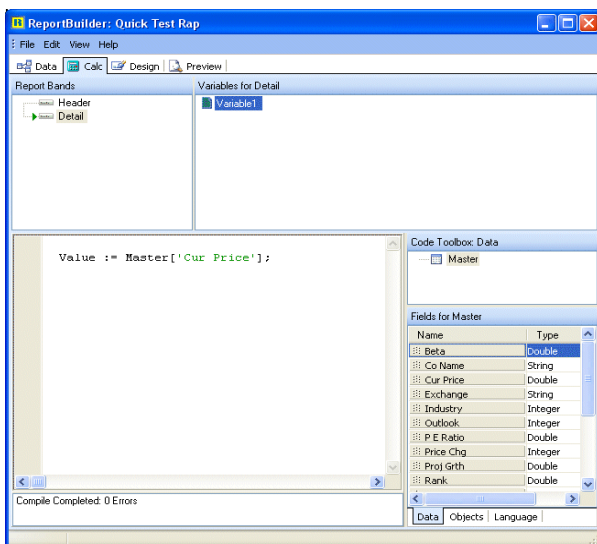 ReportBuilder: Quick Test Rap
File Edit View Help
Data Calc Design Preview
Report Bands
Variables for Detail
Header
Detail
Variable1
Value := Master['Cur Price'];
Code Toolbox: Data
Master
Fields for Master
Name Type
Beta Double
Co Name String
Cur Price Double
Exchange String
Industry Integer
Outlook Integer
P E Ratio Double
Price Chg Integer
Proj Grth Double
Rank Double
Compile Completed: 0 Errors
Data Objects Language